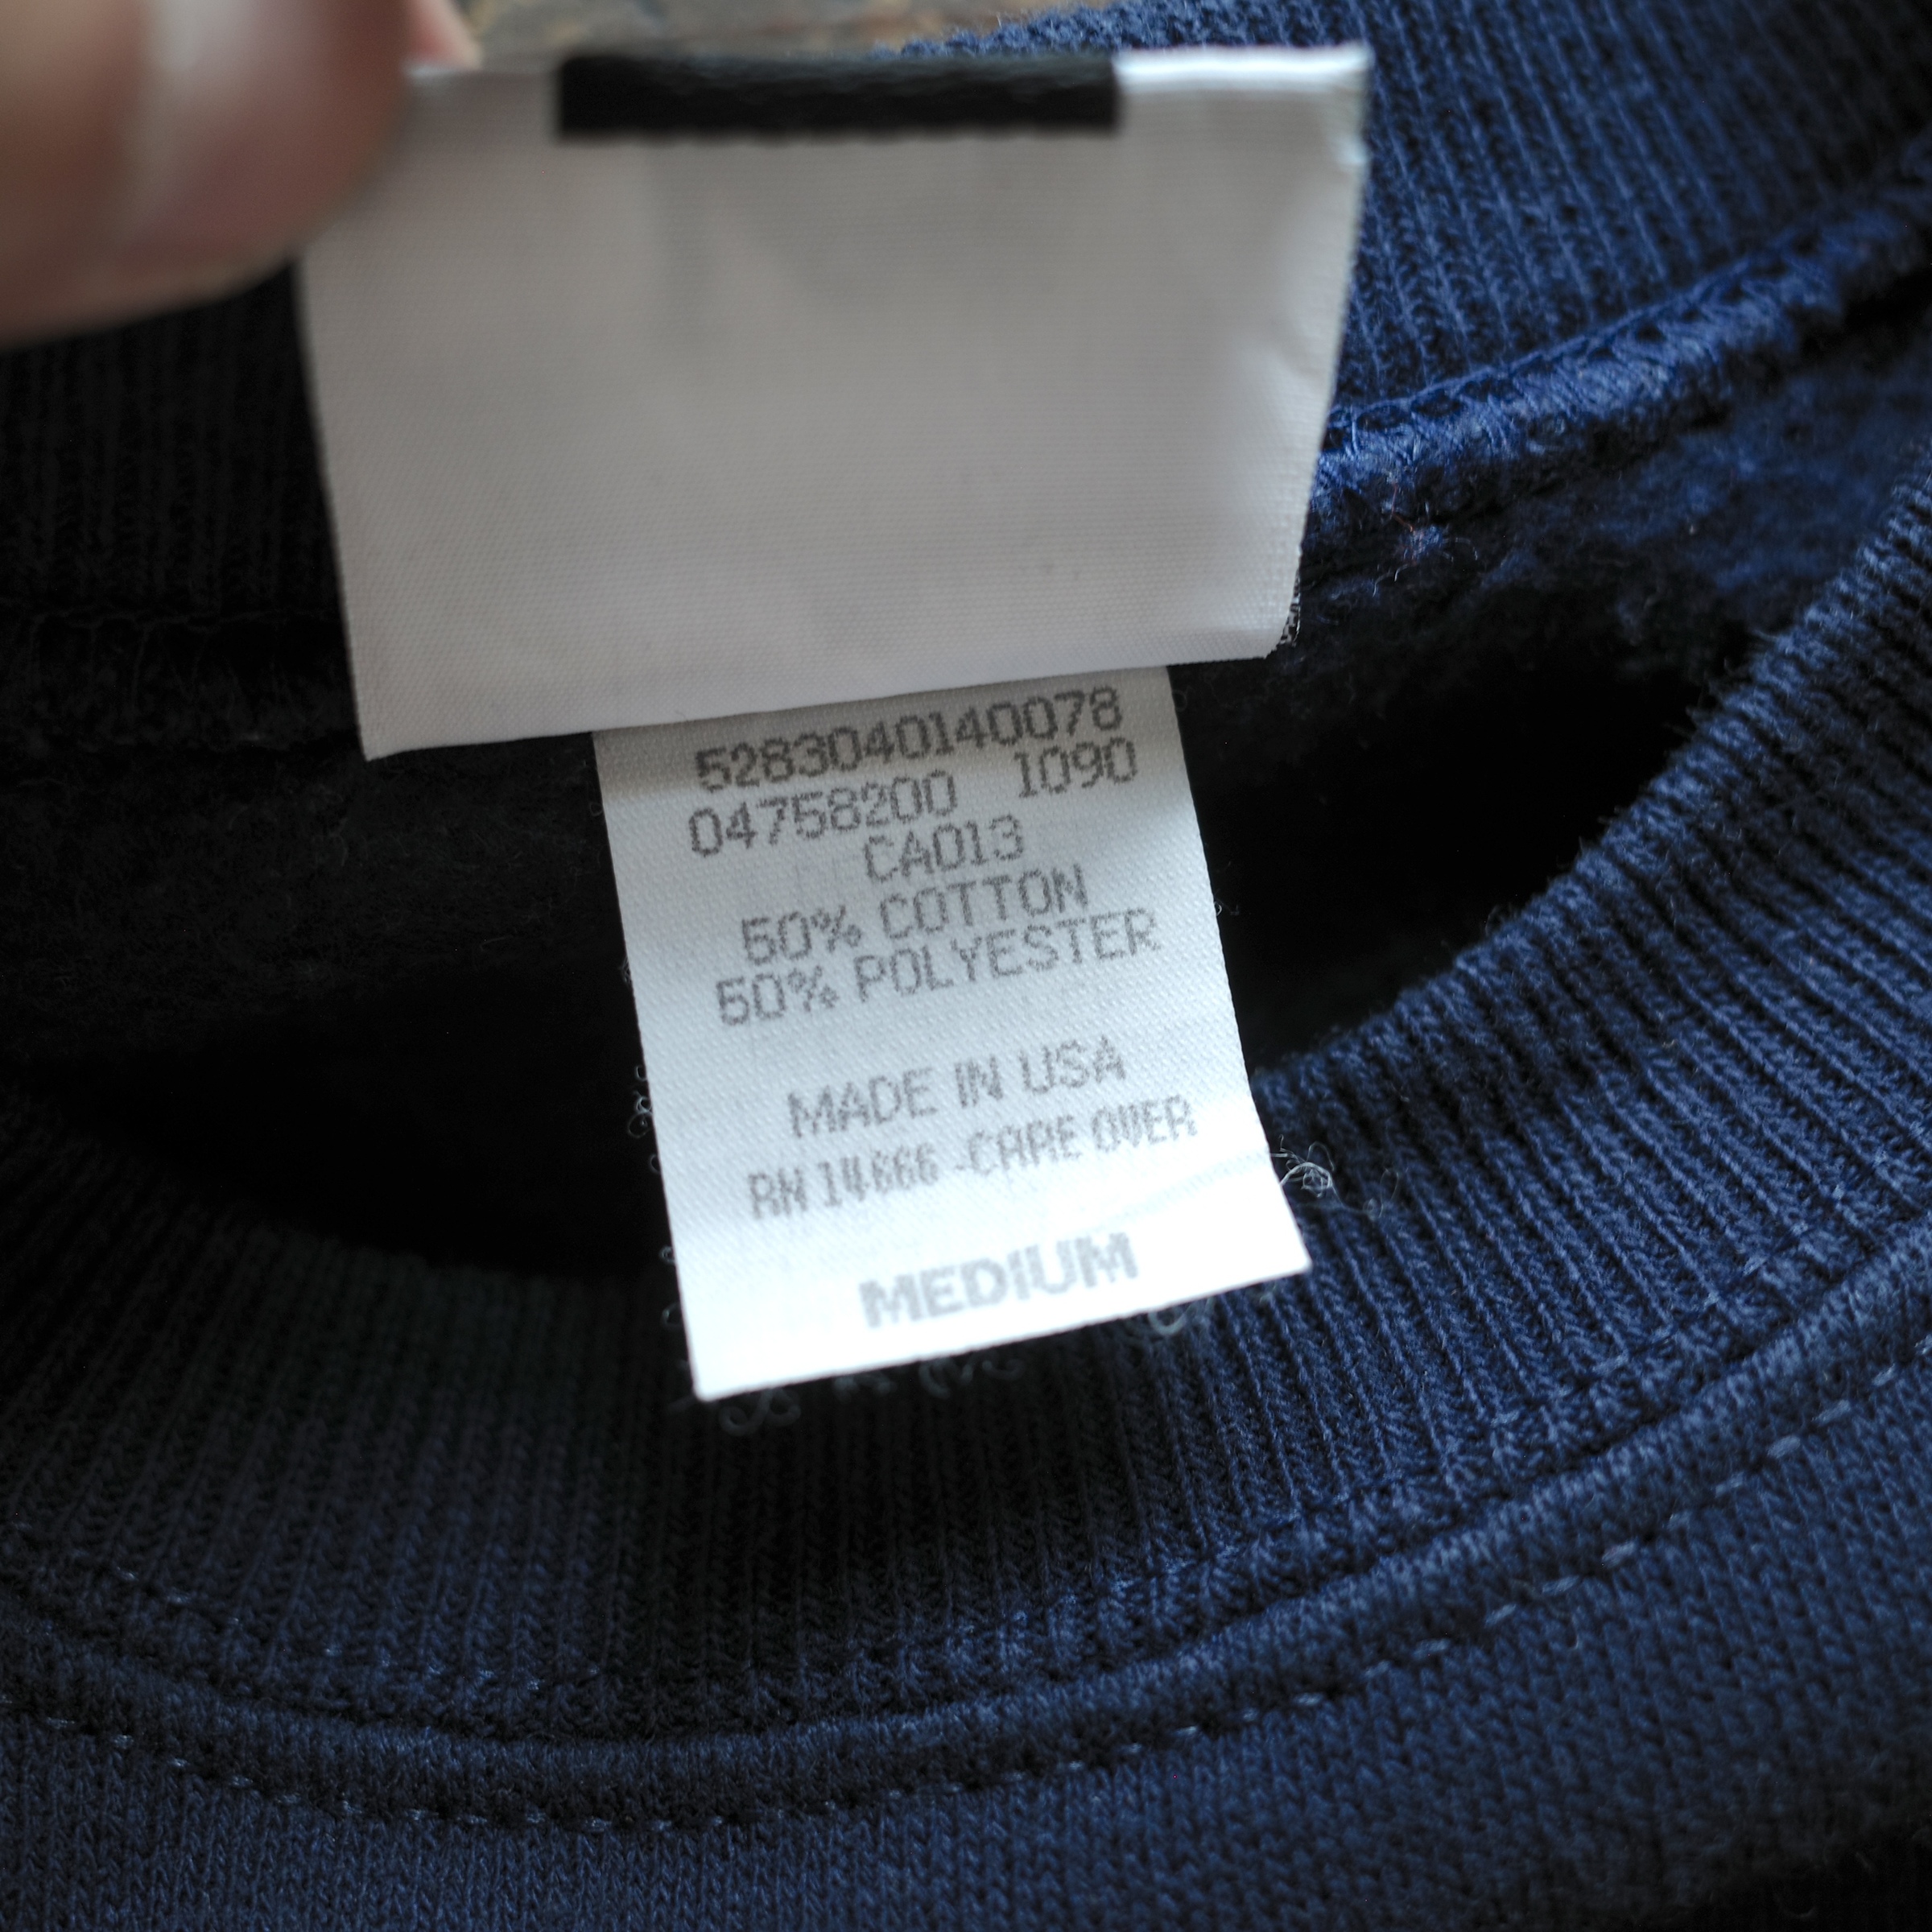 5283040140078
04758200 1090
CA013
50% COTTON
50% POLYESTER
MADE IN USA
RN 14666 -CARE OVER
MEDIUM